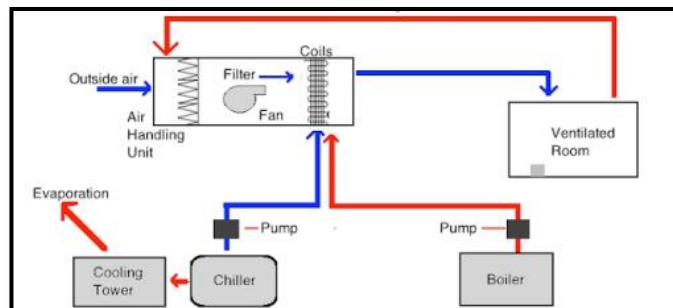 Coils
Outside air
Filter
Fan
Air
Handling
Unit
Ventilated
Room
Evaporation
Pump
Pump
Cooling
Tower
Chiller
Boiler